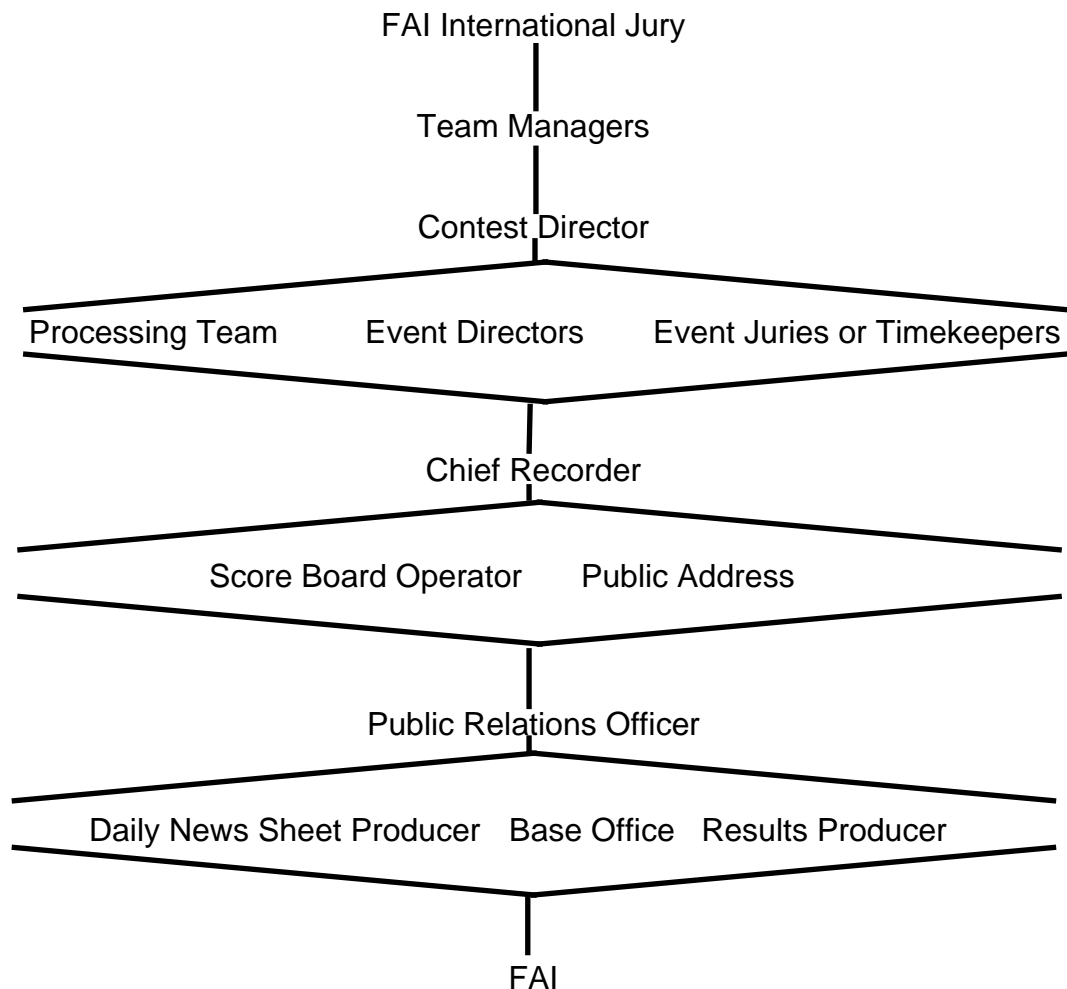 FAI International Jury
Team Managers
Contest Director
Processing Team Event Directors Event Juries or Timekeepers
Chief Recorder
Score Board Operator Public Address
Public Relations Officer
Daily News Sheet Producer Base Office Results Producer
FAI